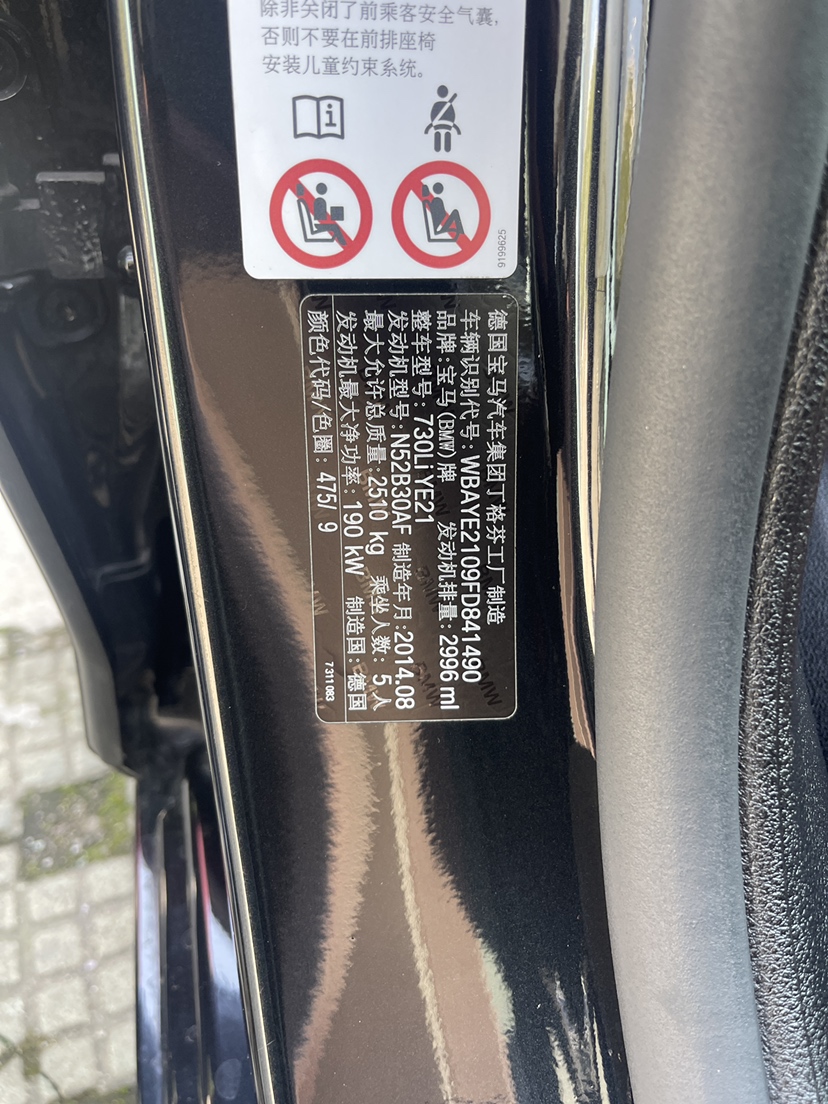 除非关闭了前乘客安全气囊,
否则不要在前排座椅
安装儿童约束系统。
9199625
德国宝马汽车集团丁格芬工厂 制造
车辆识别代号: WBAYE2109FD841490
品牌:宝马(BMW)牌 发动机排量: 2996 ml
整车型号: 730Li YE21
发动机型号: N52B30AF 制造年月: 2014.08
最大允许总质量: 2510 kg 乘坐人数: 5人
发动机最大净功率: 190 kW 制造国: 德国
颜色代码/色圈: 475/ 9
7311083